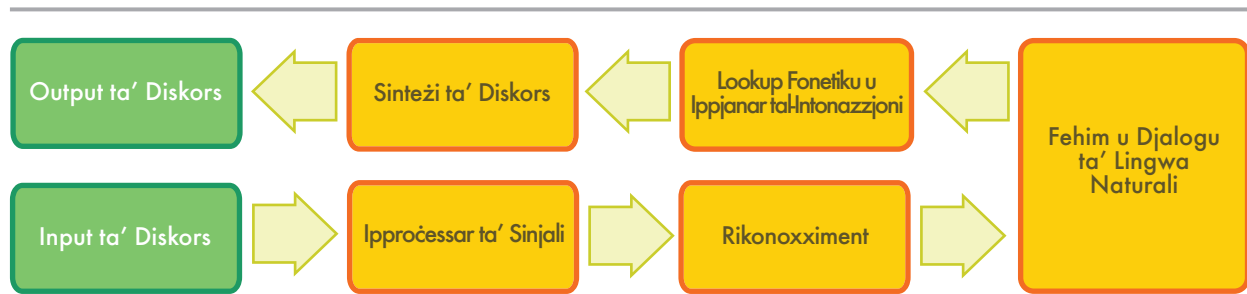 Output ta’ Diskors
Sinteżi ta’ Diskors
Lookup Fonetiku u
Ippjanar tal-Intonazzjoni
Fehim u Djalogu
ta’ Lingwa
Naturali
Input ta’ Diskors
Ipproċessar ta’ Sinjali
Rikonoxximent